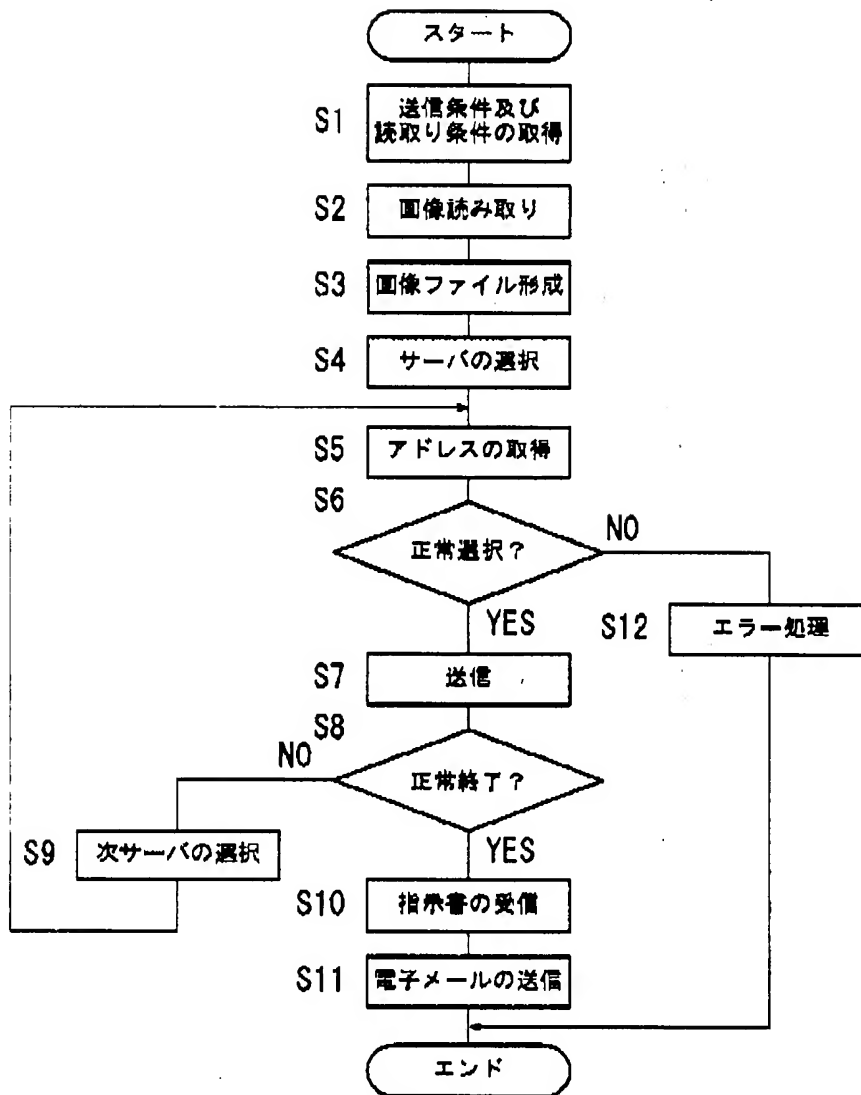 スタート
S1
送信条件及び
読取り条件の取得
S2
画像読み取り
S3
画像ファイル形成
S4
サーバの選択
S5
アドレスの取得
S6
正常選択?
NO
YES
S12
エラー処理
S7
送信
S8
正常終了?
NO
YES
S9
次サーバの選択
S10
指示書の受信
S11
電子メールの送信
エンド